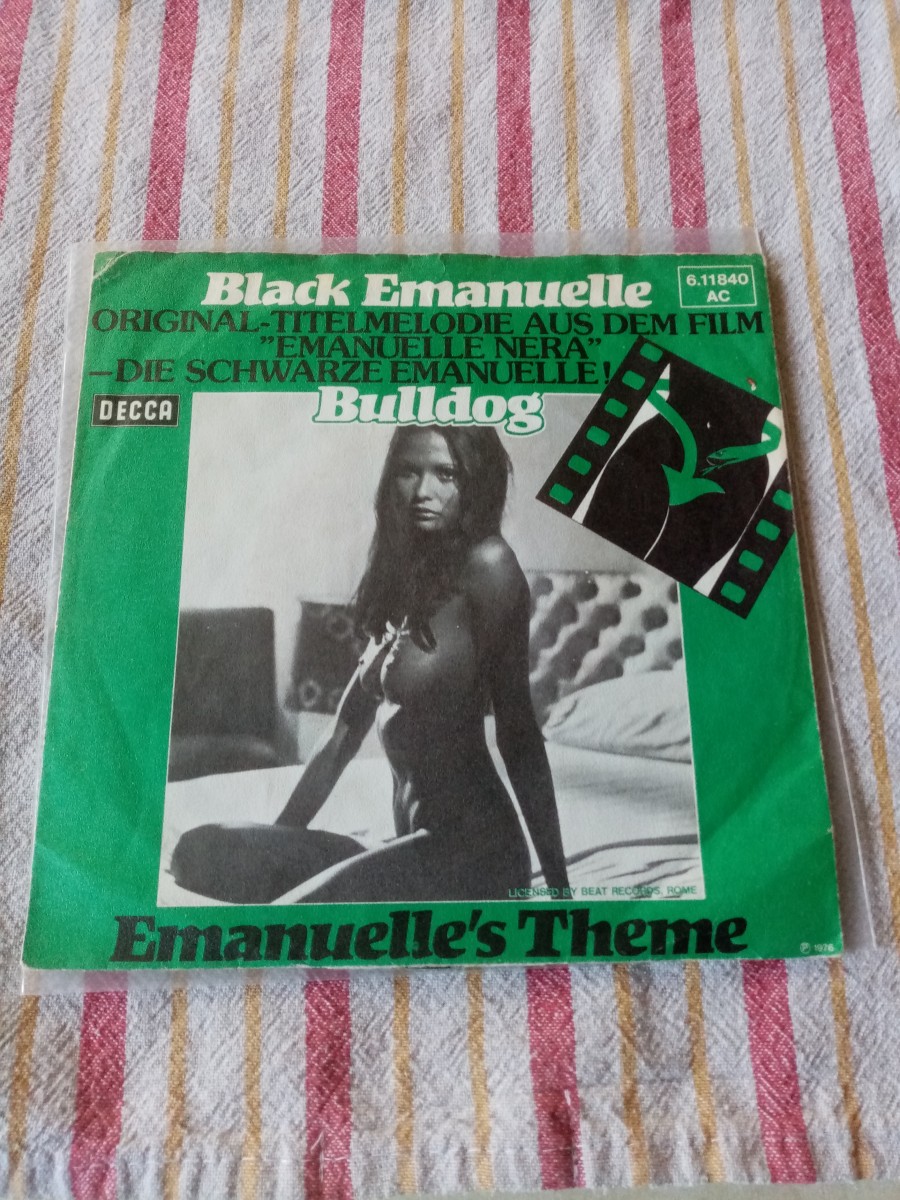 Black Emanuelle
6.11840
AC
ORIGINAL-TITELMELODIE AUS DEM FILM
"EMANUELLE NERA"
—DIE SCHWARZE EMANUELLE!
DECCA
Bulldog
LICENSED BY BEAT RECORDS, ROME
Emanuelle's Theme
℗ 1976